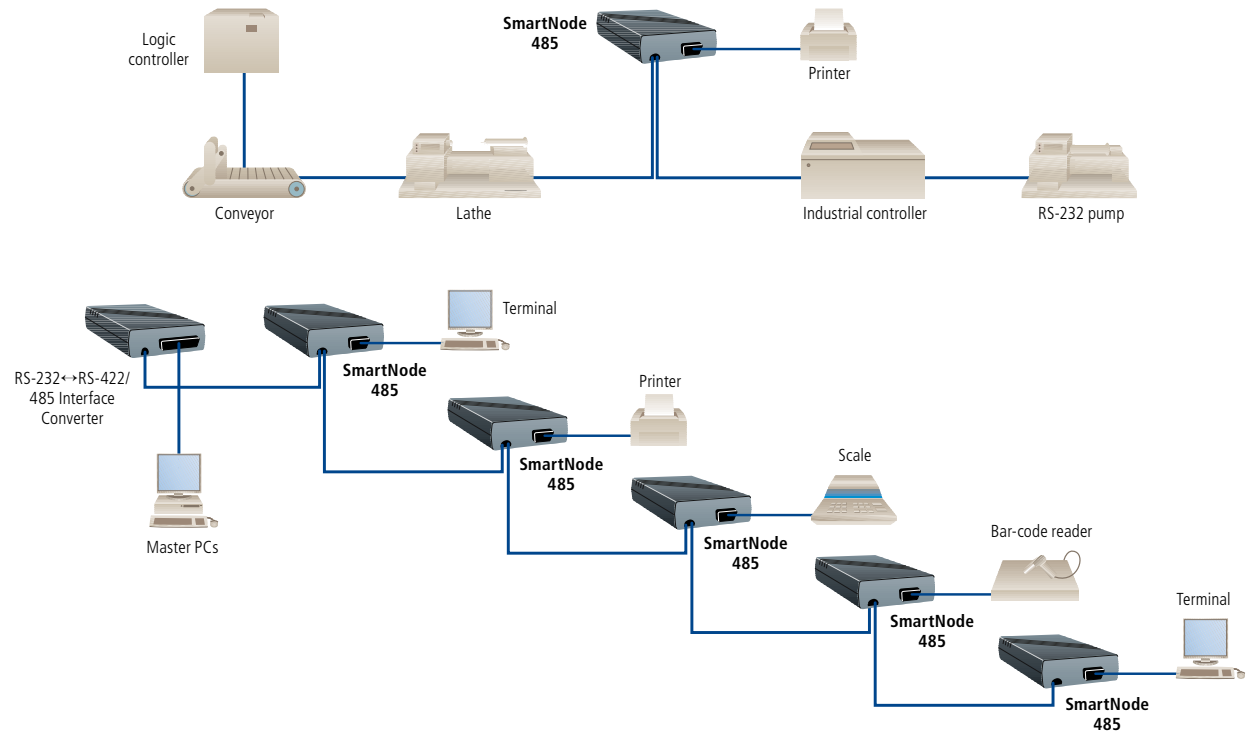 Logic
controller
SmartNode
485
Printer
Conveyor
Lathe
Industrial controller
RS-232 pump
RS-232↔RS-422/
485 Interface
Converter
Master PCs
Terminal
SmartNode
485
Printer
SmartNode
485
Scale
SmartNode
485
Bar-code reader
SmartNode
485
Terminal
SmartNode
485